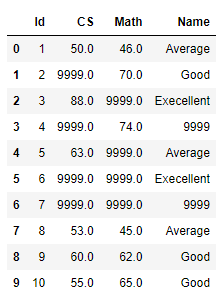 Id CS Math Name
0 1 50.0 46.0 Average
1 2 9999.0 70.0 Good
2 3 88.0 9999.0 Execellent
3 4 9999.0 74.0 9999
4 5 63.0 9999.0 Average
5 6 9999.0 9999.0 Execellent
6 7 9999.0 9999.0 9999
7 8 53.0 45.0 Average
8 9 60.0 62.0 Good
9 10 55.0 65.0 Good